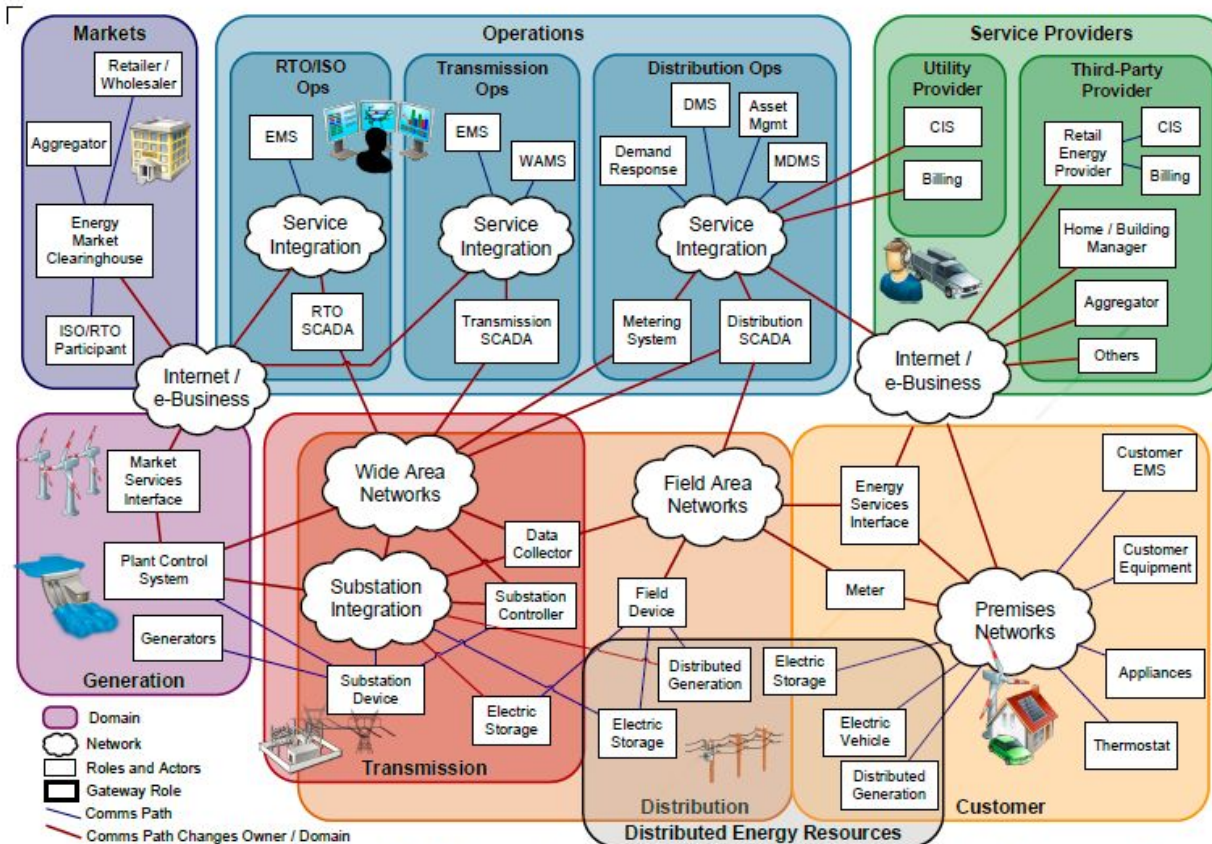 Markets
Retailer /
Wholesaler
Aggregator
Energy
Market
Clearinghouse
ISO/RTO
Participant
Internet /
e-Business
Operations
RTO/ISO
Ops
EMS
Service
Integration
RTO
SCADA
Transmission
Ops
EMS
WAMS
Service
Integration
Transmission
SCADA
Distribution Ops
DMS
Asset
Mgmt
Demand
Response
MDMS
Service
Integration
Metering
System
Distribution
SCADA
Service Providers
Utility
Provider
CIS
Billing
Third-Party
Provider
Retail
Energy
Provider
CIS
Billing
Home / Building
Manager
Aggregator
Others
Internet /
e-Business
Market
Services
Interface
Plant Control
System
Generators
Generation
Wide Area
Networks
Substation
Integration
Data
Collector
Substation
Controller
Substation
Device
Electric
Storage
Transmission
Field Area
Networks
Field
Device
Distributed
Generation
Electric
Storage
Distribution
Energy
Services
Interface
Meter
Premises
Networks
Customer
EMS
Customer
Equipment
Appliances
Thermostat
Electric
Storage
Electric
Vehicle
Distributed
Generation
Customer
Distributed Energy Resources
Domain
Network
Roles and Actors
Gateway Role
Comms Path
Comms Path Changes Owner / Domain